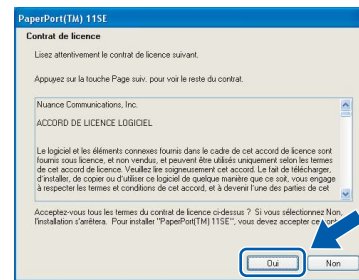 PaperPort(TM) 11SE
Contrat de licence
Lisez attentivement le contrat de licence suivant.
Appuyez sur la touche Page suiv. pour voir le reste du contrat.
Nuance Communications, Inc.
ACCORD DE LICENCE LOGICIEL
Le logiciel et les éléments connexes fournis dans le cadre de cet accord de licence sont
fournis sous licence, et non vendus, et peuvent être utilisés uniquement selon les termes
de cet accord de licence. Veuillez lire soigneusement cet accord. Le fait de télécharger,
d'installer, de copier ou d'utiliser ce logiciel de quelque manière que ce soit, vous engage
à respecter les termes et conditions de cet accord, et à devenir l'une des parties de cet
Acceptez-vous tous les termes du contrat de licence ci-dessus ? Si vous sélectionnez Non,
l'installation s'arrêtera. Pour installer "PaperPort(TM) 11SE", vous devez accepter ce
Oui
Non